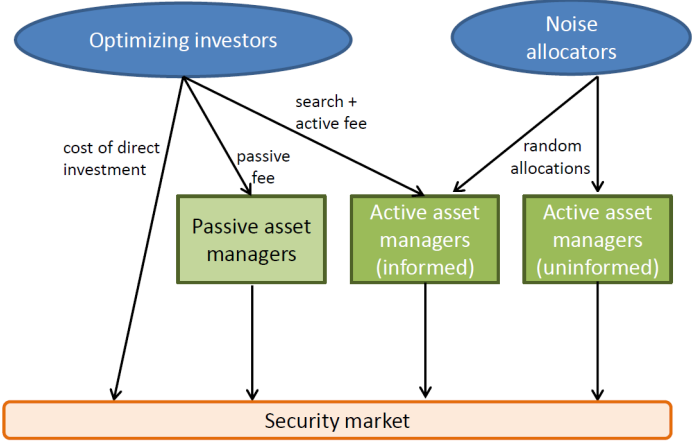 Optimizing investors
Noise
allocators
search +
active fee
cost of direct
investment
passive
fee
random
allocations
Passive asset
managers
Active asset
managers
(informed)
Active asset
managers
(uninformed)
Security market